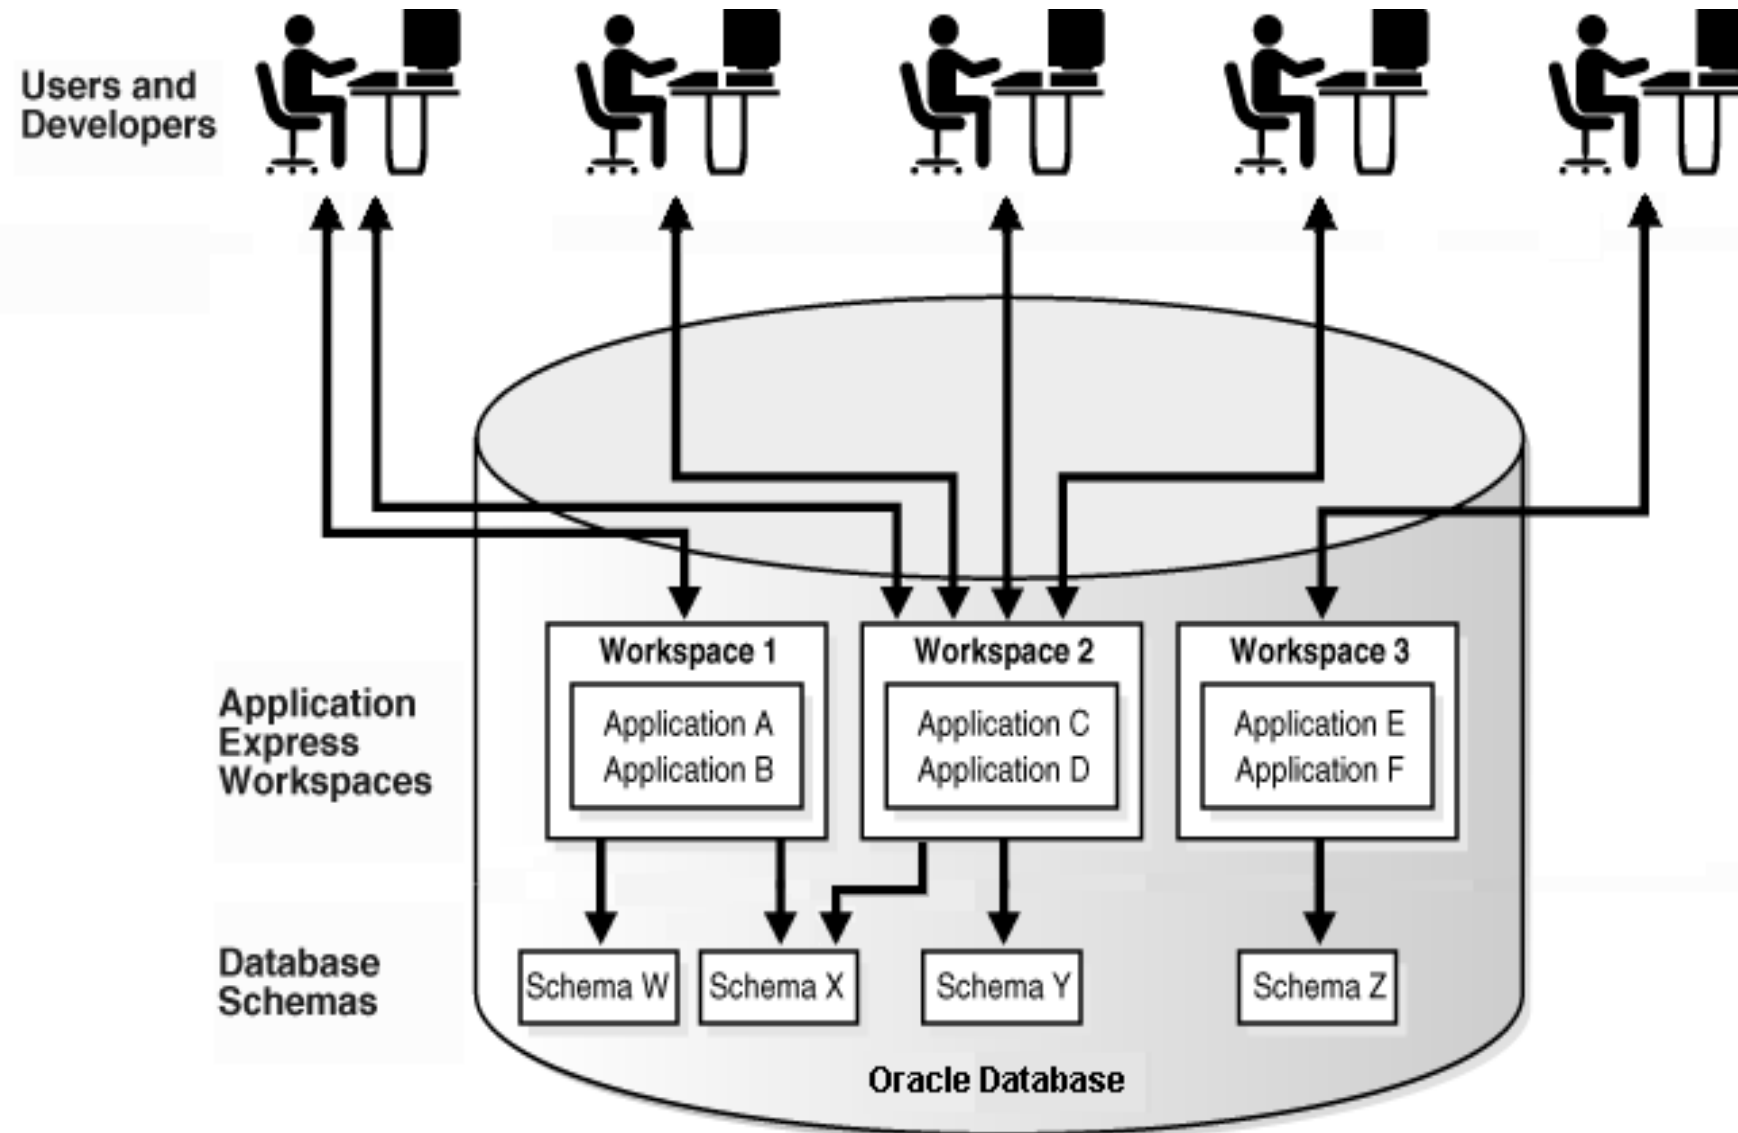 Users and
Developers
Application
Express
Workspaces
Workspace 1
Application A
Application B
Workspace 2
Application C
Application D
Workspace 3
Application E
Application F
Database
Schemas
Schema W
Schema X
Schema Y
Schema Z
Oracle Database